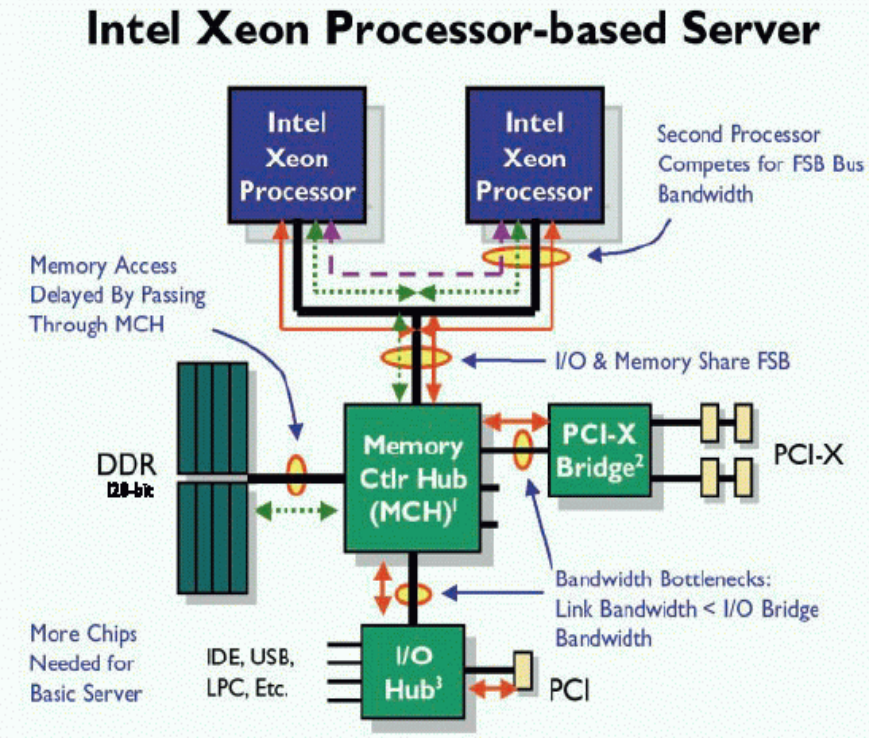 Intel Xeon Processor-based Server
Intel
Xeon
Processor
Intel
Xeon
Processor
Second Processor
Competes for FSB Bus
Bandwidth
Memory Access
Delayed By Passing
Through MCH
I/O & Memory Share FSB
DDR
128-bit
Memory
Ctlr Hub
(MCH)¹
PCI-X
Bridge²
PCI-X
Bandwidth Bottlenecks:
Link Bandwidth < I/O Bridge
Bandwidth
More Chips
Needed for
Basic Server
IDE, USB,
LPC, Etc.
I/O
Hub³
PCI